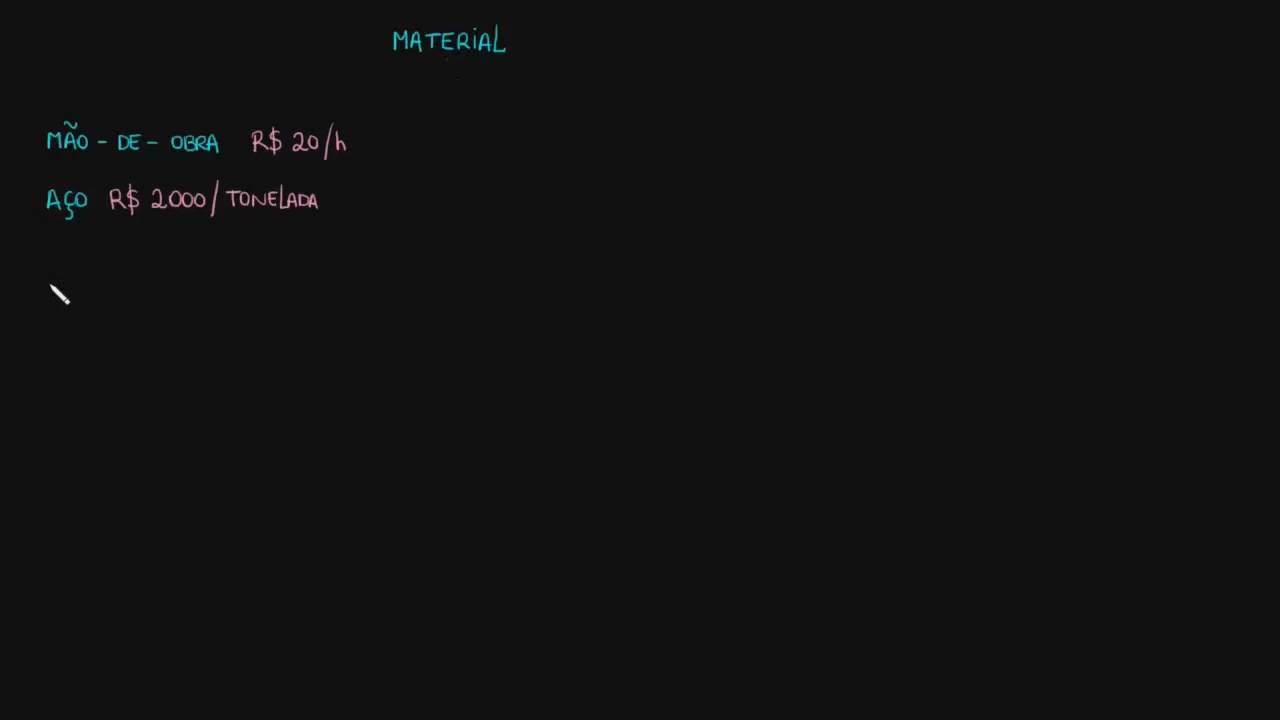 MATERiAL
MÃO - DE - OBRA R$ 20/h
AÇO R$ 2000/TONELADA